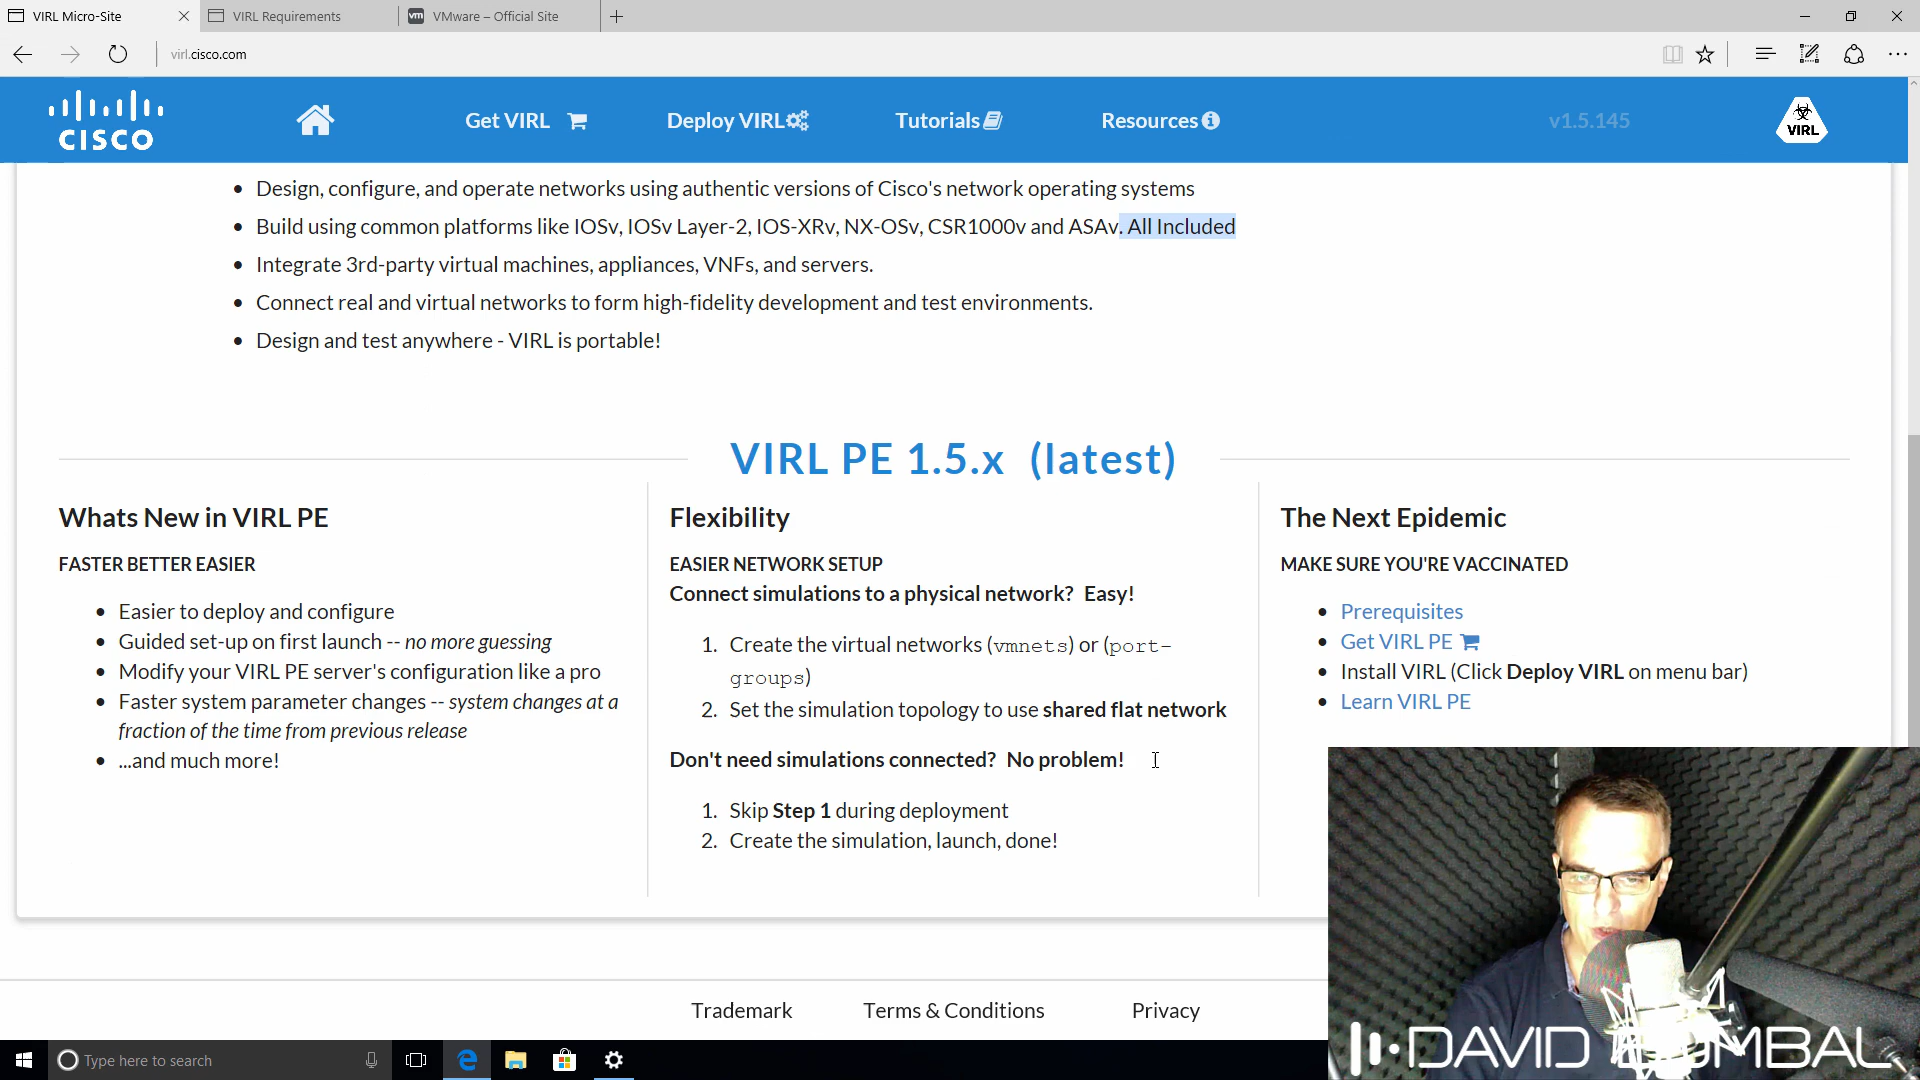 VIRL Micro-Site
VIRL Requirements
vm VMware – Official Site
virl.cisco.com
CISCO
Get VIRL
Deploy VIRL
Tutorials
Resources
v1.5.145
VIRL
Design, configure, and operate networks using authentic versions of Cisco's network operating systems
Build using common platforms like IOSv, IOSv Layer-2, IOS-XRv, NX-OSv, CSR1000v and ASAv. All Included
Integrate 3rd-party virtual machines, appliances, VNFs, and servers.
Connect real and virtual networks to form high-fidelity development and test environments.
Design and test anywhere - VIRL is portable!
VIRL PE 1.5.x (latest)
Whats New in VIRL PE
FASTER BETTER EASIER
Easier to deploy and configure
Guided set-up on first launch -- no more guessing
Modify your VIRL PE server's configuration like a pro
Faster system parameter changes -- system changes at a
fraction of the time from previous release
...and much more!
Flexibility
EASIER NETWORK SETUP
Connect simulations to a physical network? Easy!
1. Create the virtual networks (vmnets) or (port-
groups)
2. Set the simulation topology to use shared flat network
Don't need simulations connected? No problem!
1. Skip Step 1 during deployment
2. Create the simulation, launch, done!
The Next Epidemic
MAKE SURE YOU'RE VACCINATED
Prerequisites
Get VIRL PE
Install VIRL (Click Deploy VIRL on menu bar)
Learn VIRL PE
Trademark
Terms & Conditions
Privacy
Type here to search
DAVID BOMBAL